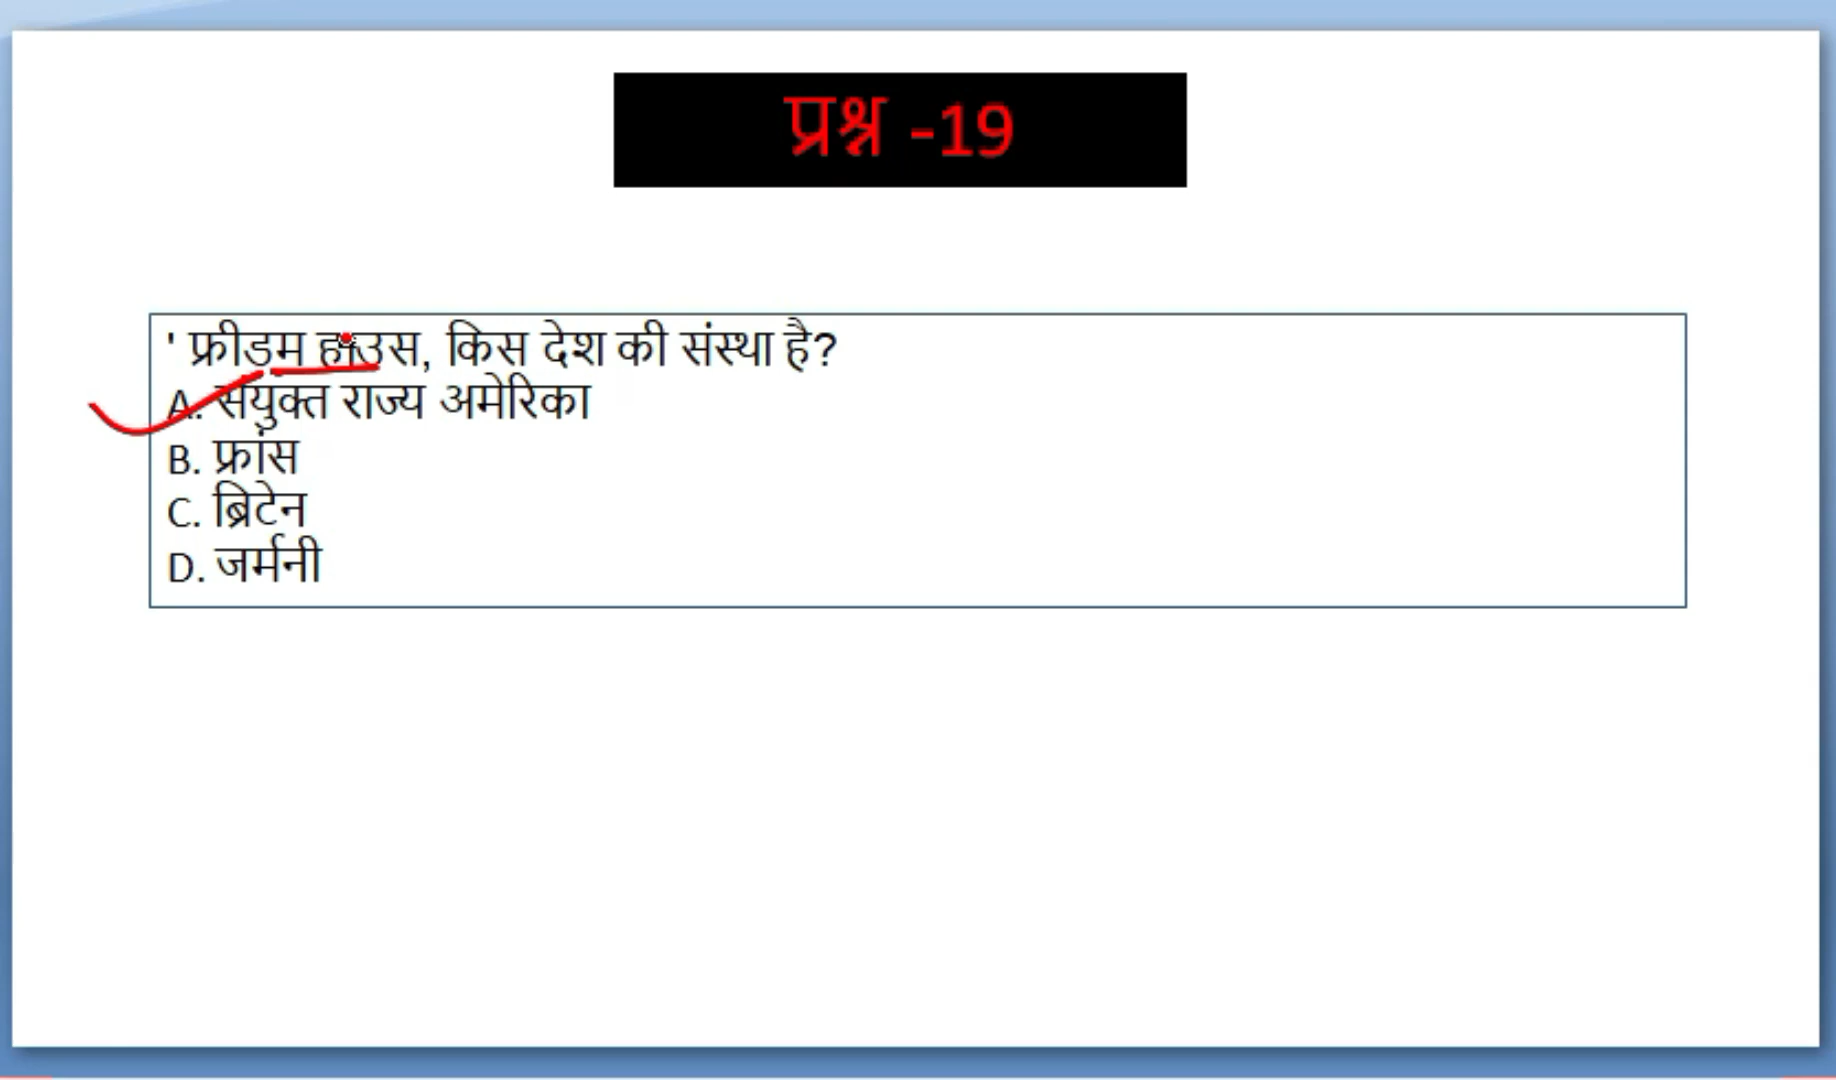 प्रश्न -19
' फ्रीडम हाउस, किस देश की संस्था है?
A. संयुक्त राज्य अमेरिका
B. फ्रांस
C. ब्रिटेन
D. जर्मनी